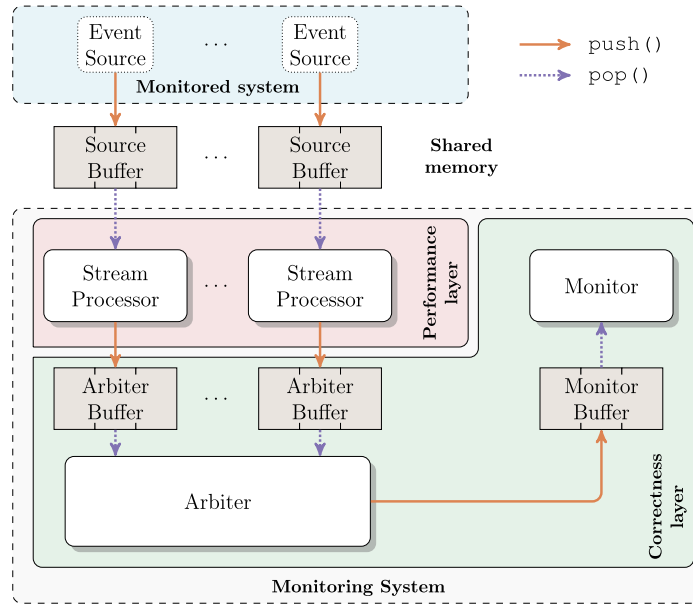 Event
Source
...
Event
Source
push()
pop()
Monitored system
Source
Buffer
...
Source
Buffer
Shared
memory
Stream
Processor
...
Stream
Processor
Performance
layer
Monitor
Arbiter
Buffer
...
Arbiter
Buffer
Monitor
Buffer
Arbiter
Correctness
layer
Monitoring System